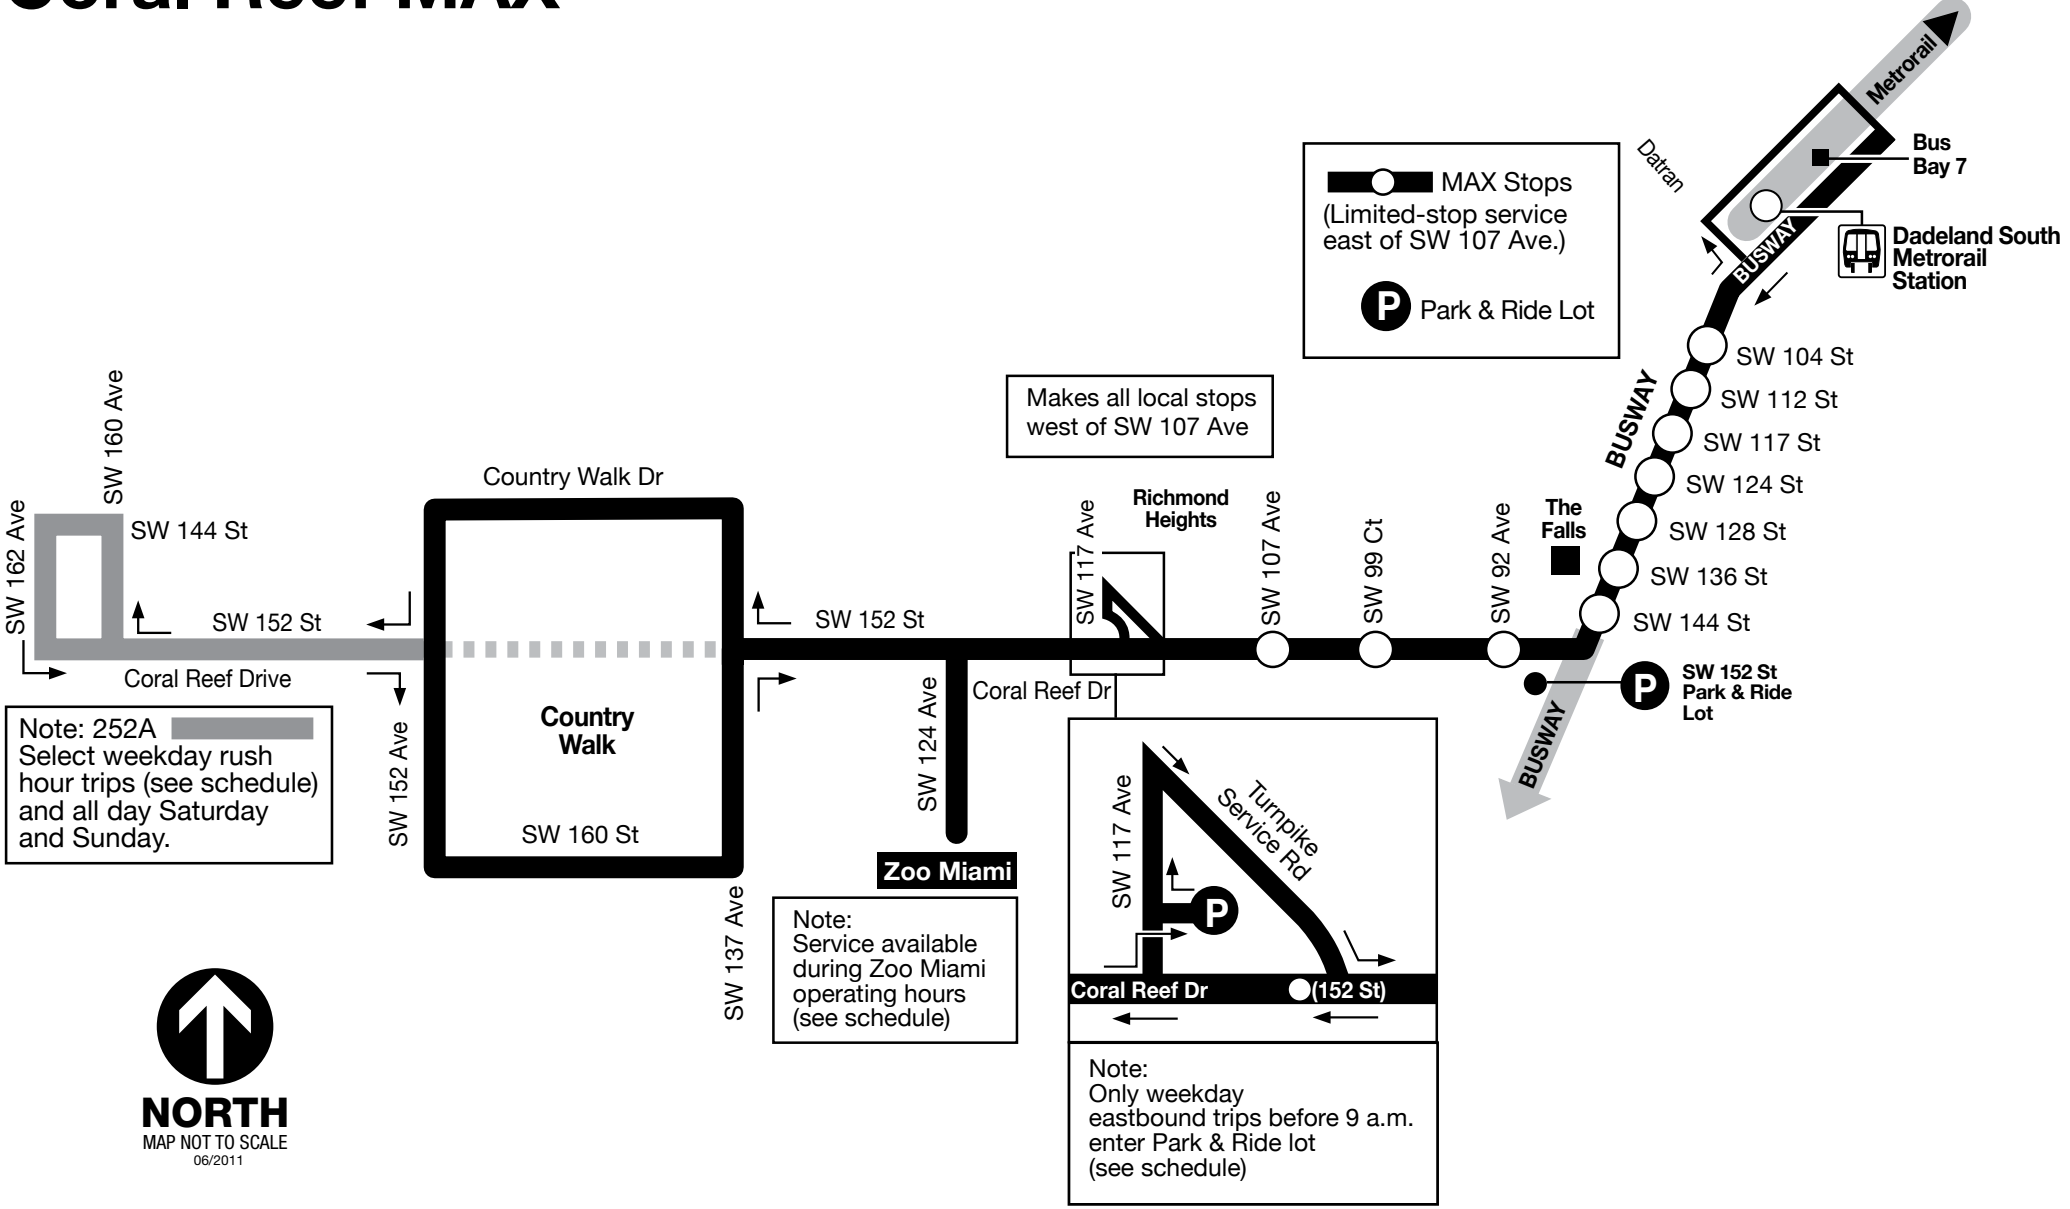 Coral Reef MAX
Metrorail
Datran
Bus
Bay 7
BUSWAY
Dadeland South
Metrorail
Station
MAX Stops
(Limited-stop service
east of SW 107 Ave.)
P Park & Ride Lot
SW 104 St
SW 112 St
SW 117 St
SW 124 St
SW 128 St
SW 136 St
SW 144 St
BUSWAY
Makes all local stops
west of SW 107 Ave
The
Falls
Richmond
Heights
SW 117 Ave
SW 107 Ave
SW 99 Ct
SW 92 Ave
P
SW 152 St
Park & Ride
Lot
BUSWAY
SW 162 Ave
SW 160 Ave
SW 144 St
SW 152 St
Coral Reef Drive
Country Walk Dr
SW 152 St
Coral Reef Dr
SW 124 Ave
Country
Walk
SW 152 Ave
SW 160 St
SW 137 Ave
Note: 252A
Select weekday rush
hour trips (see schedule)
and all day Saturday
and Sunday.
Zoo Miami
Note:
Service available
during Zoo Miami
operating hours
(see schedule)
SW 117 Ave
Turnpike
Service Rd
P
Coral Reef Dr (152 St)
Note:
Only weekday
eastbound trips before 9 a.m.
enter Park & Ride lot
(see schedule)
NORTH
MAP NOT TO SCALE
06/2011